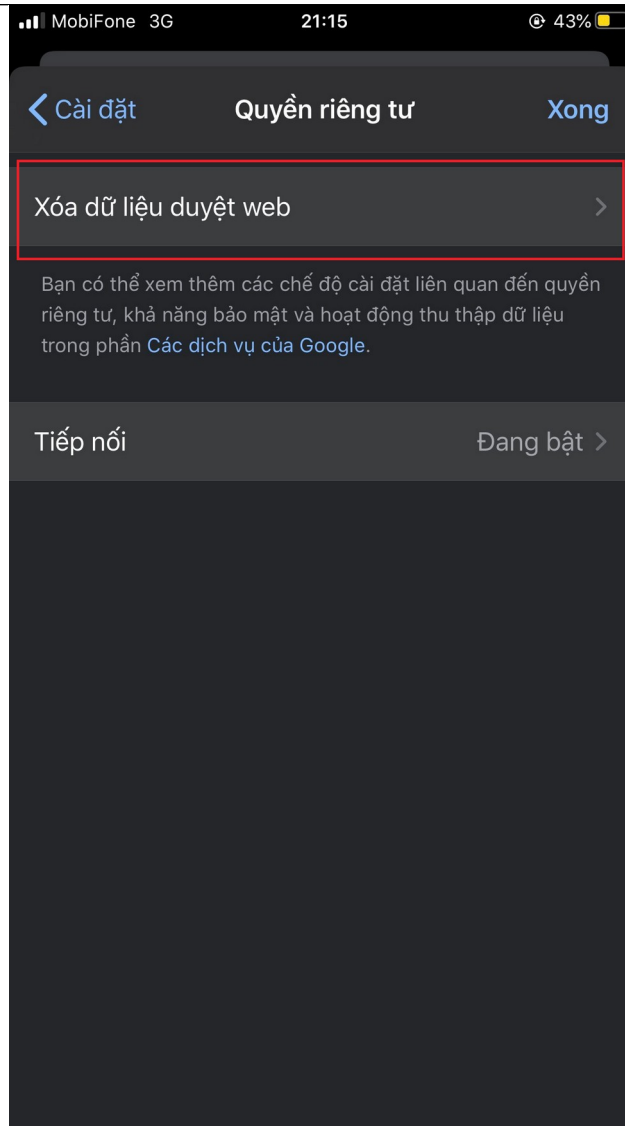 MobiFone 3G 21:15 43%
Cài đặt Quyền riêng tư Xong
Xóa dữ liệu duyệt web
Bạn có thể xem thêm các chế độ cài đặt liên quan đến quyền
riêng tư, khả năng bảo mật và hoạt động thu thập dữ liệu
trong phần Các dịch vụ của Google.
Tiếp nối Đang bật